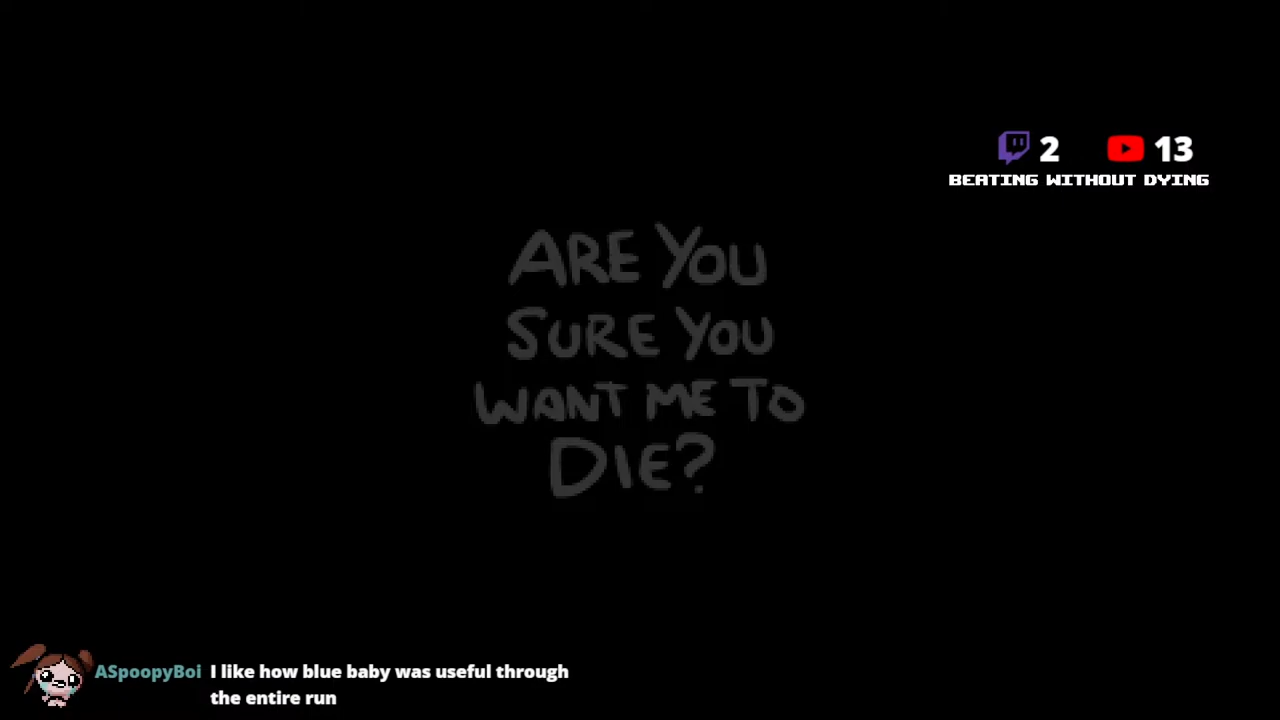 2 13
BEATING WITHOUT DYING
ARE YOU
SURE YOU
WANT ME TO
DIE?
ASpoopyBoi I like how blue baby was useful through
the entire run